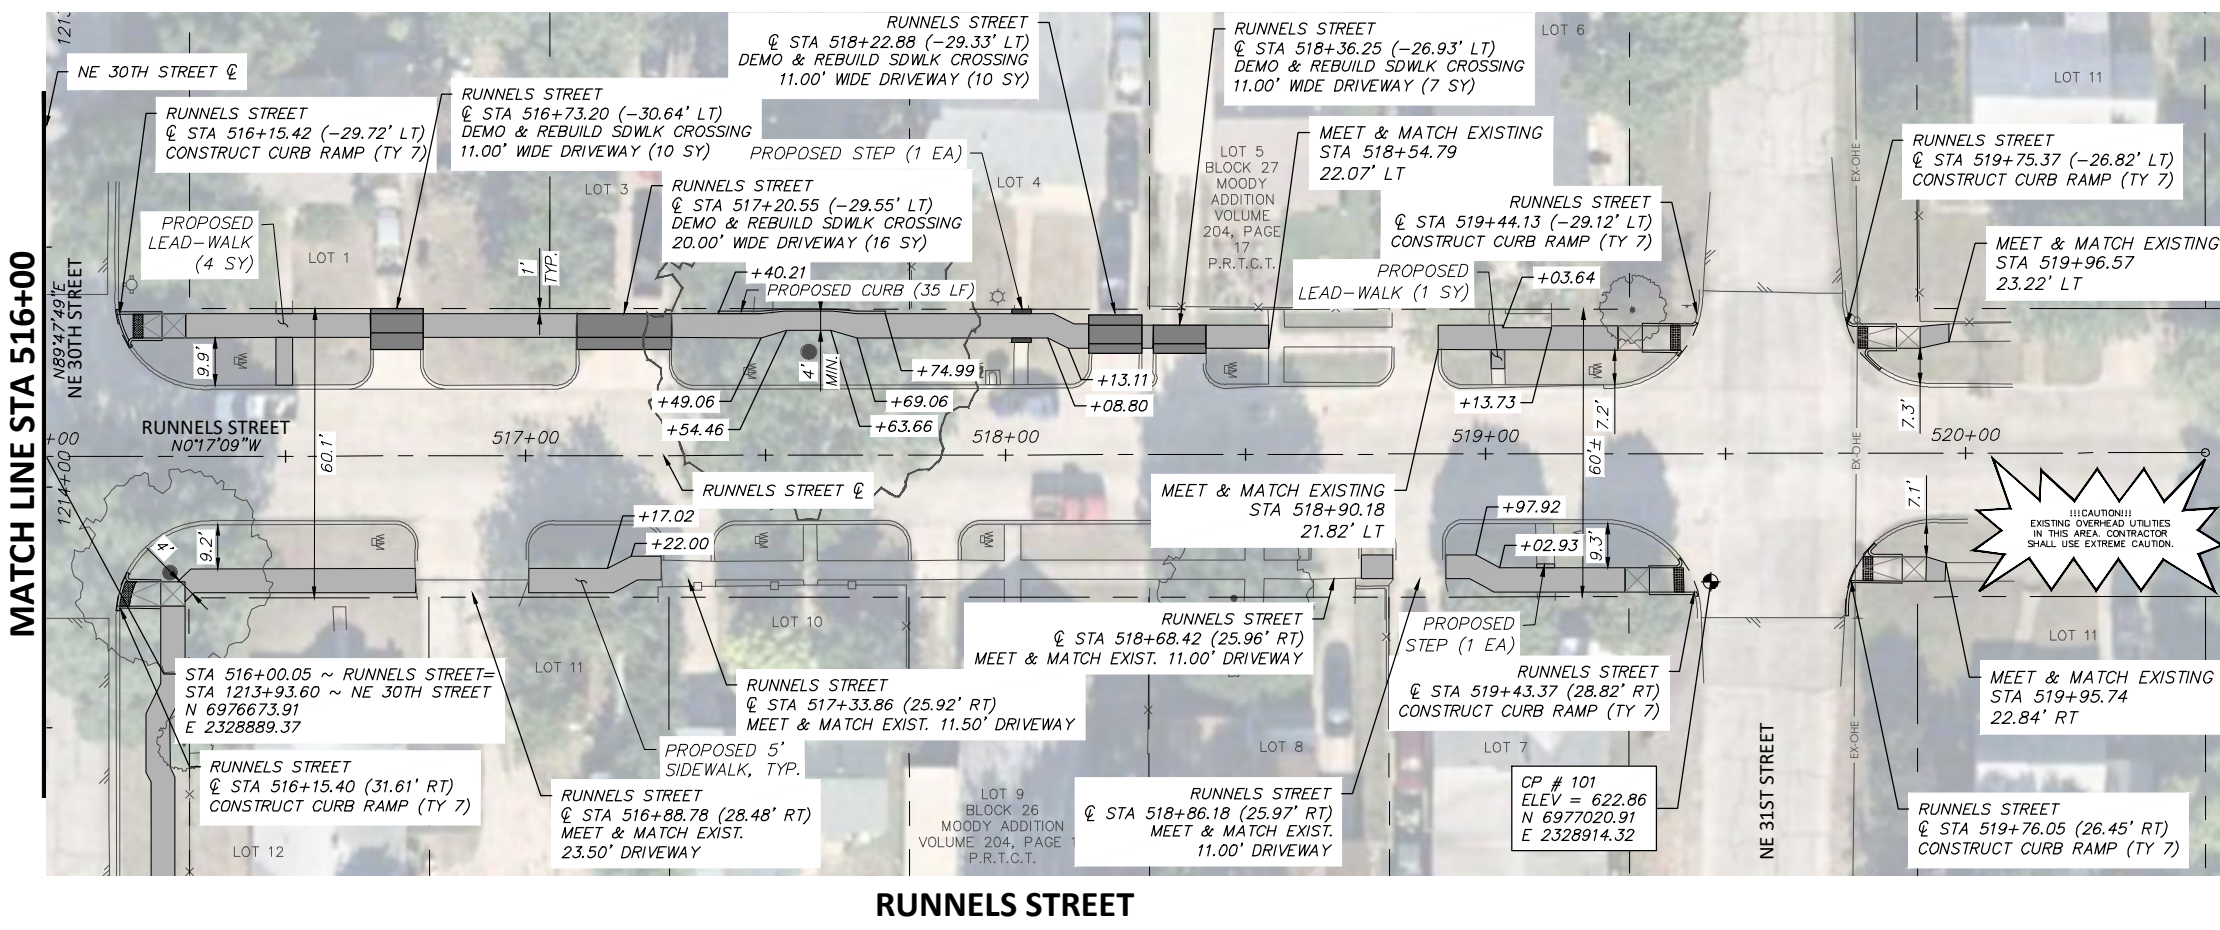 RUNNELS STREET
℄ STA 518+22.88 (-29.33' LT)
DEMO & REBUILD SDWLK CROSSING
11.00' WIDE DRIVEWAY (10 SY)
RUNNELS STREET
℄ STA 518+36.25 (-26.93' LT)
DEMO & REBUILD SDWLK CROSSING
11.00' WIDE DRIVEWAY (7 SY)
LOT 6
LOT 11
NE 30TH STREET ℄
RUNNELS STREET
℄ STA 516+15.42 (-29.72' LT)
CONSTRUCT CURB RAMP (TY 7)
RUNNELS STREET
℄ STA 516+73.20 (-30.64' LT)
DEMO & REBUILD SDWLK CROSSING
11.00' WIDE DRIVEWAY (10 SY)
PROPOSED STEP (1 EA)
MEET & MATCH EXISTING
STA 518+54.79
22.07' LT
LOT 5
BLOCK 27
MOODY
ADDITION
VOLUME
204, PAGE
17
P.R.T.C.T.
EX-OHE
RUNNELS STREET
℄ STA 519+75.37 (-26.82' LT)
CONSTRUCT CURB RAMP (TY 7)
LOT 3
LOT 4
RUNNELS STREET
℄ STA 517+20.55 (-29.55' LT)
DEMO & REBUILD SDWLK CROSSING
20.00' WIDE DRIVEWAY (16 SY)
RUNNELS STREET
℄ STA 519+44.13 (-29.12' LT)
CONSTRUCT CURB RAMP (TY 7)
PROPOSED
LEAD-WALK
(4 SY)
LOT 1
1'
TYP.
+40.21
PROPOSED CURB (35 LF)
PROPOSED
LEAD-WALK (1 SY)
+03.64
MEET & MATCH EXISTING
STA 519+96.57
23.22' LT
MATCH LINE STA 516+00
N89°47'49"E
NE 30TH STREET
9.9'
WM
WM
4'
MIN.
+74.99
+13.11
+08.80
WM
WM
+49.06
+69.06
+54.46
+63.66
+13.73
7.2'
7.3'
RUNNELS STREET
N0°17'09"W
+00
1214+00
60.1'
517+00
518+00
519+00
520+00
60'±
EX-OHE
RUNNELS STREET ℄
MEET & MATCH EXISTING
STA 518+90.18
21.82' LT
7.1'
!!!CAUTION!!!
EXISTING OVERHEAD UTILITIES
IN THIS AREA. CONTRACTOR
SHALL USE EXTREME CAUTION.
4'
9.2'
WM
+17.02
+22.00
WM
WM
+97.92
+02.93
9.3'
RUNNELS STREET
℄ STA 518+68.42 (25.96' RT)
MEET & MATCH EXIST. 11.00' DRIVEWAY
PROPOSED
STEP (1 EA)
LOT 10
LOT 11
LOT 11
STA 516+00.05 ~ RUNNELS STREET=
STA 1213+93.60 ~ NE 30TH STREET
N 6976673.91
E 2328889.37
RUNNELS STREET
℄ STA 517+33.86 (25.92' RT)
MEET & MATCH EXIST. 11.50' DRIVEWAY
RUNNELS STREET
℄ STA 519+43.37 (28.82' RT)
CONSTRUCT CURB RAMP (TY 7)
MEET & MATCH EXISTING
STA 519+95.74
22.84' RT
PROPOSED 5'
SIDEWALK, TYP.
LOT 8
LOT 7
NE 31ST STREET
EX-OHE
RUNNELS STREET
℄ STA 516+15.40 (31.61' RT)
CONSTRUCT CURB RAMP (TY 7)
RUNNELS STREET
℄ STA 516+88.78 (28.48' RT)
MEET & MATCH EXIST.
23.50' DRIVEWAY
LOT 9
BLOCK 26
MOODY ADDITION
VOLUME 204, PAGE 1
P.R.T.C.T.
RUNNELS STREET
℄ STA 518+86.18 (25.97' RT)
MEET & MATCH EXIST.
11.00' DRIVEWAY
CP # 101
ELEV = 622.86
N 6977020.91
E 2328914.32
RUNNELS STREET
℄ STA 519+76.05 (26.45' RT)
CONSTRUCT CURB RAMP (TY 7)
LOT 12
RUNNELS STREET